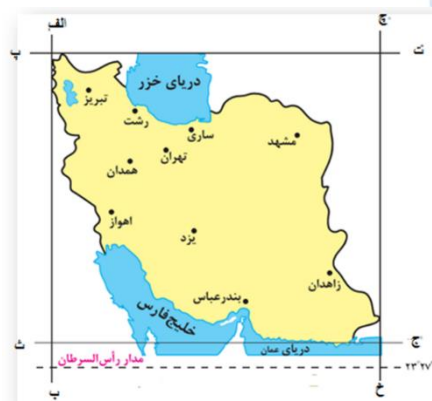 الف
چ
پ
ت
دریای خزر
تبریز
رشت
ساری
مشهد
تهران
همدان
اهواز
یزد
زاهدان
بندرعباس
خلیج فارس
دریای عمان
ث
ج
مدار رأس‌السرطان
۲۳°۲۷′
ب
خ